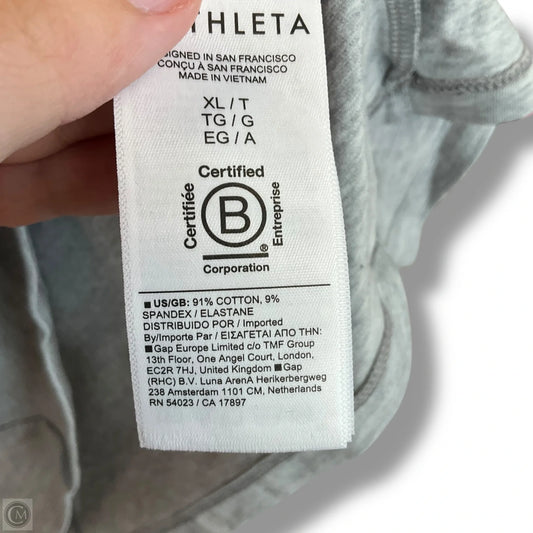 THLETA
SIGNED IN SAN FRANCISCO
CONÇU À SAN FRANCISCO
MADE IN VIETNAM
XL / T
TG / G
EG / A
Certified
Certifiée
B
Entreprise
®
Corporation
■ US/GB: 91% COTTON, 9%
SPANDEX / ELASTANE
DISTRIBUIDO POR / Imported
By/Importe Par / ΕΙΣΑΓΕΤΑΙ ΑΠΟ ΤΗΝ:
■Gap Europe Limited c/o TMF Group
13th Floor, One Angel Court, London,
EC2R 7HJ, United Kingdom ■Gap
(RHC) B.V. Luna ArenA Herikerbergweg
238 Amsterdam 1101 CM, Netherlands
RN 54023 / CA 17897
CM